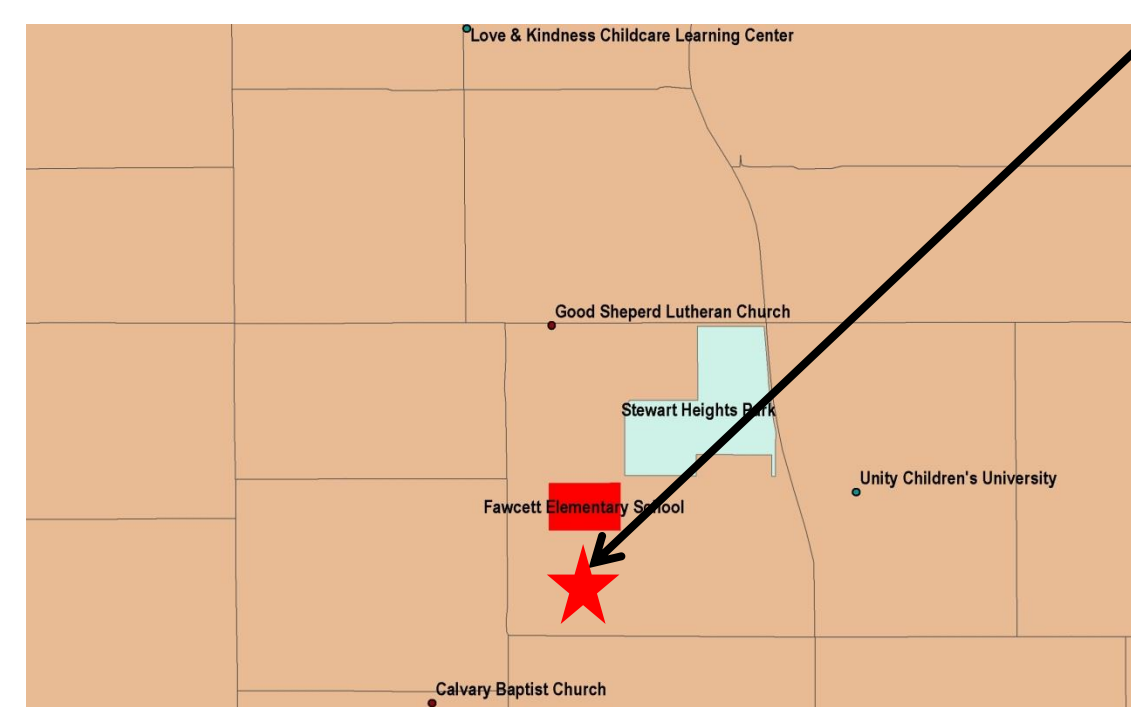 Love & Kindness Childcare Learning Center
Good Sheperd Lutheran Church
Stewart Heights Park
Unity Children's University
Fawcett Elementary School
Calvary Baptist Church